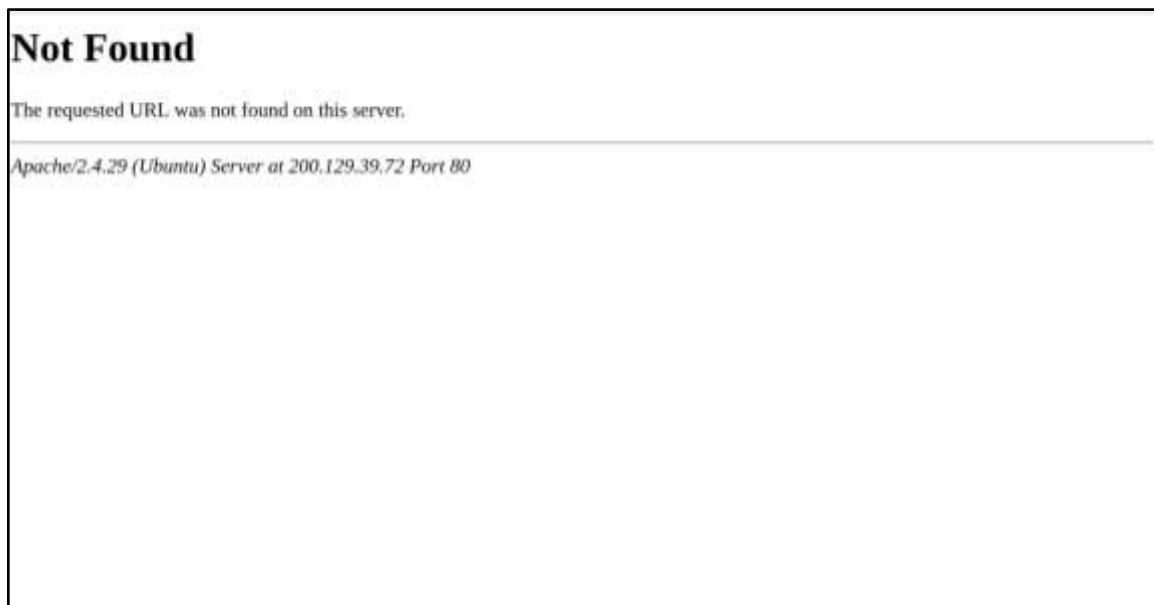 Not Found
The requested URL was not found on this server.
Apache/2.4.29 (Ubuntu) Server at 200.129.39.72 Port 80